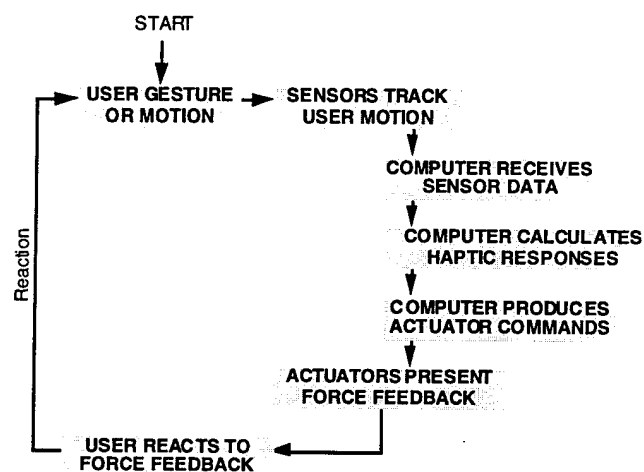 START
USER GESTURE
OR MOTION
SENSORS TRACK
USER MOTION
COMPUTER RECEIVES
SENSOR DATA
COMPUTER CALCULATES
HAPTIC RESPONSES
COMPUTER PRODUCES
ACTUATOR COMMANDS
ACTUATORS PRESENT
FORCE FEEDBACK
USER REACTS TO
FORCE FEEDBACK
Reaction